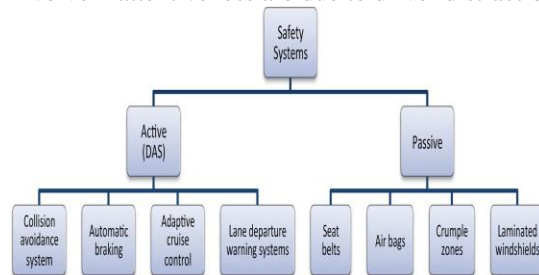 Safety
Systems
Active
(DAS)
Passive
Collision
avoidance
system
Automatic
braking
Adaptive
cruise
control
Lane departure
warning systems
Seat
belts
Air bags
Crumple
zones
Laminated
windshields